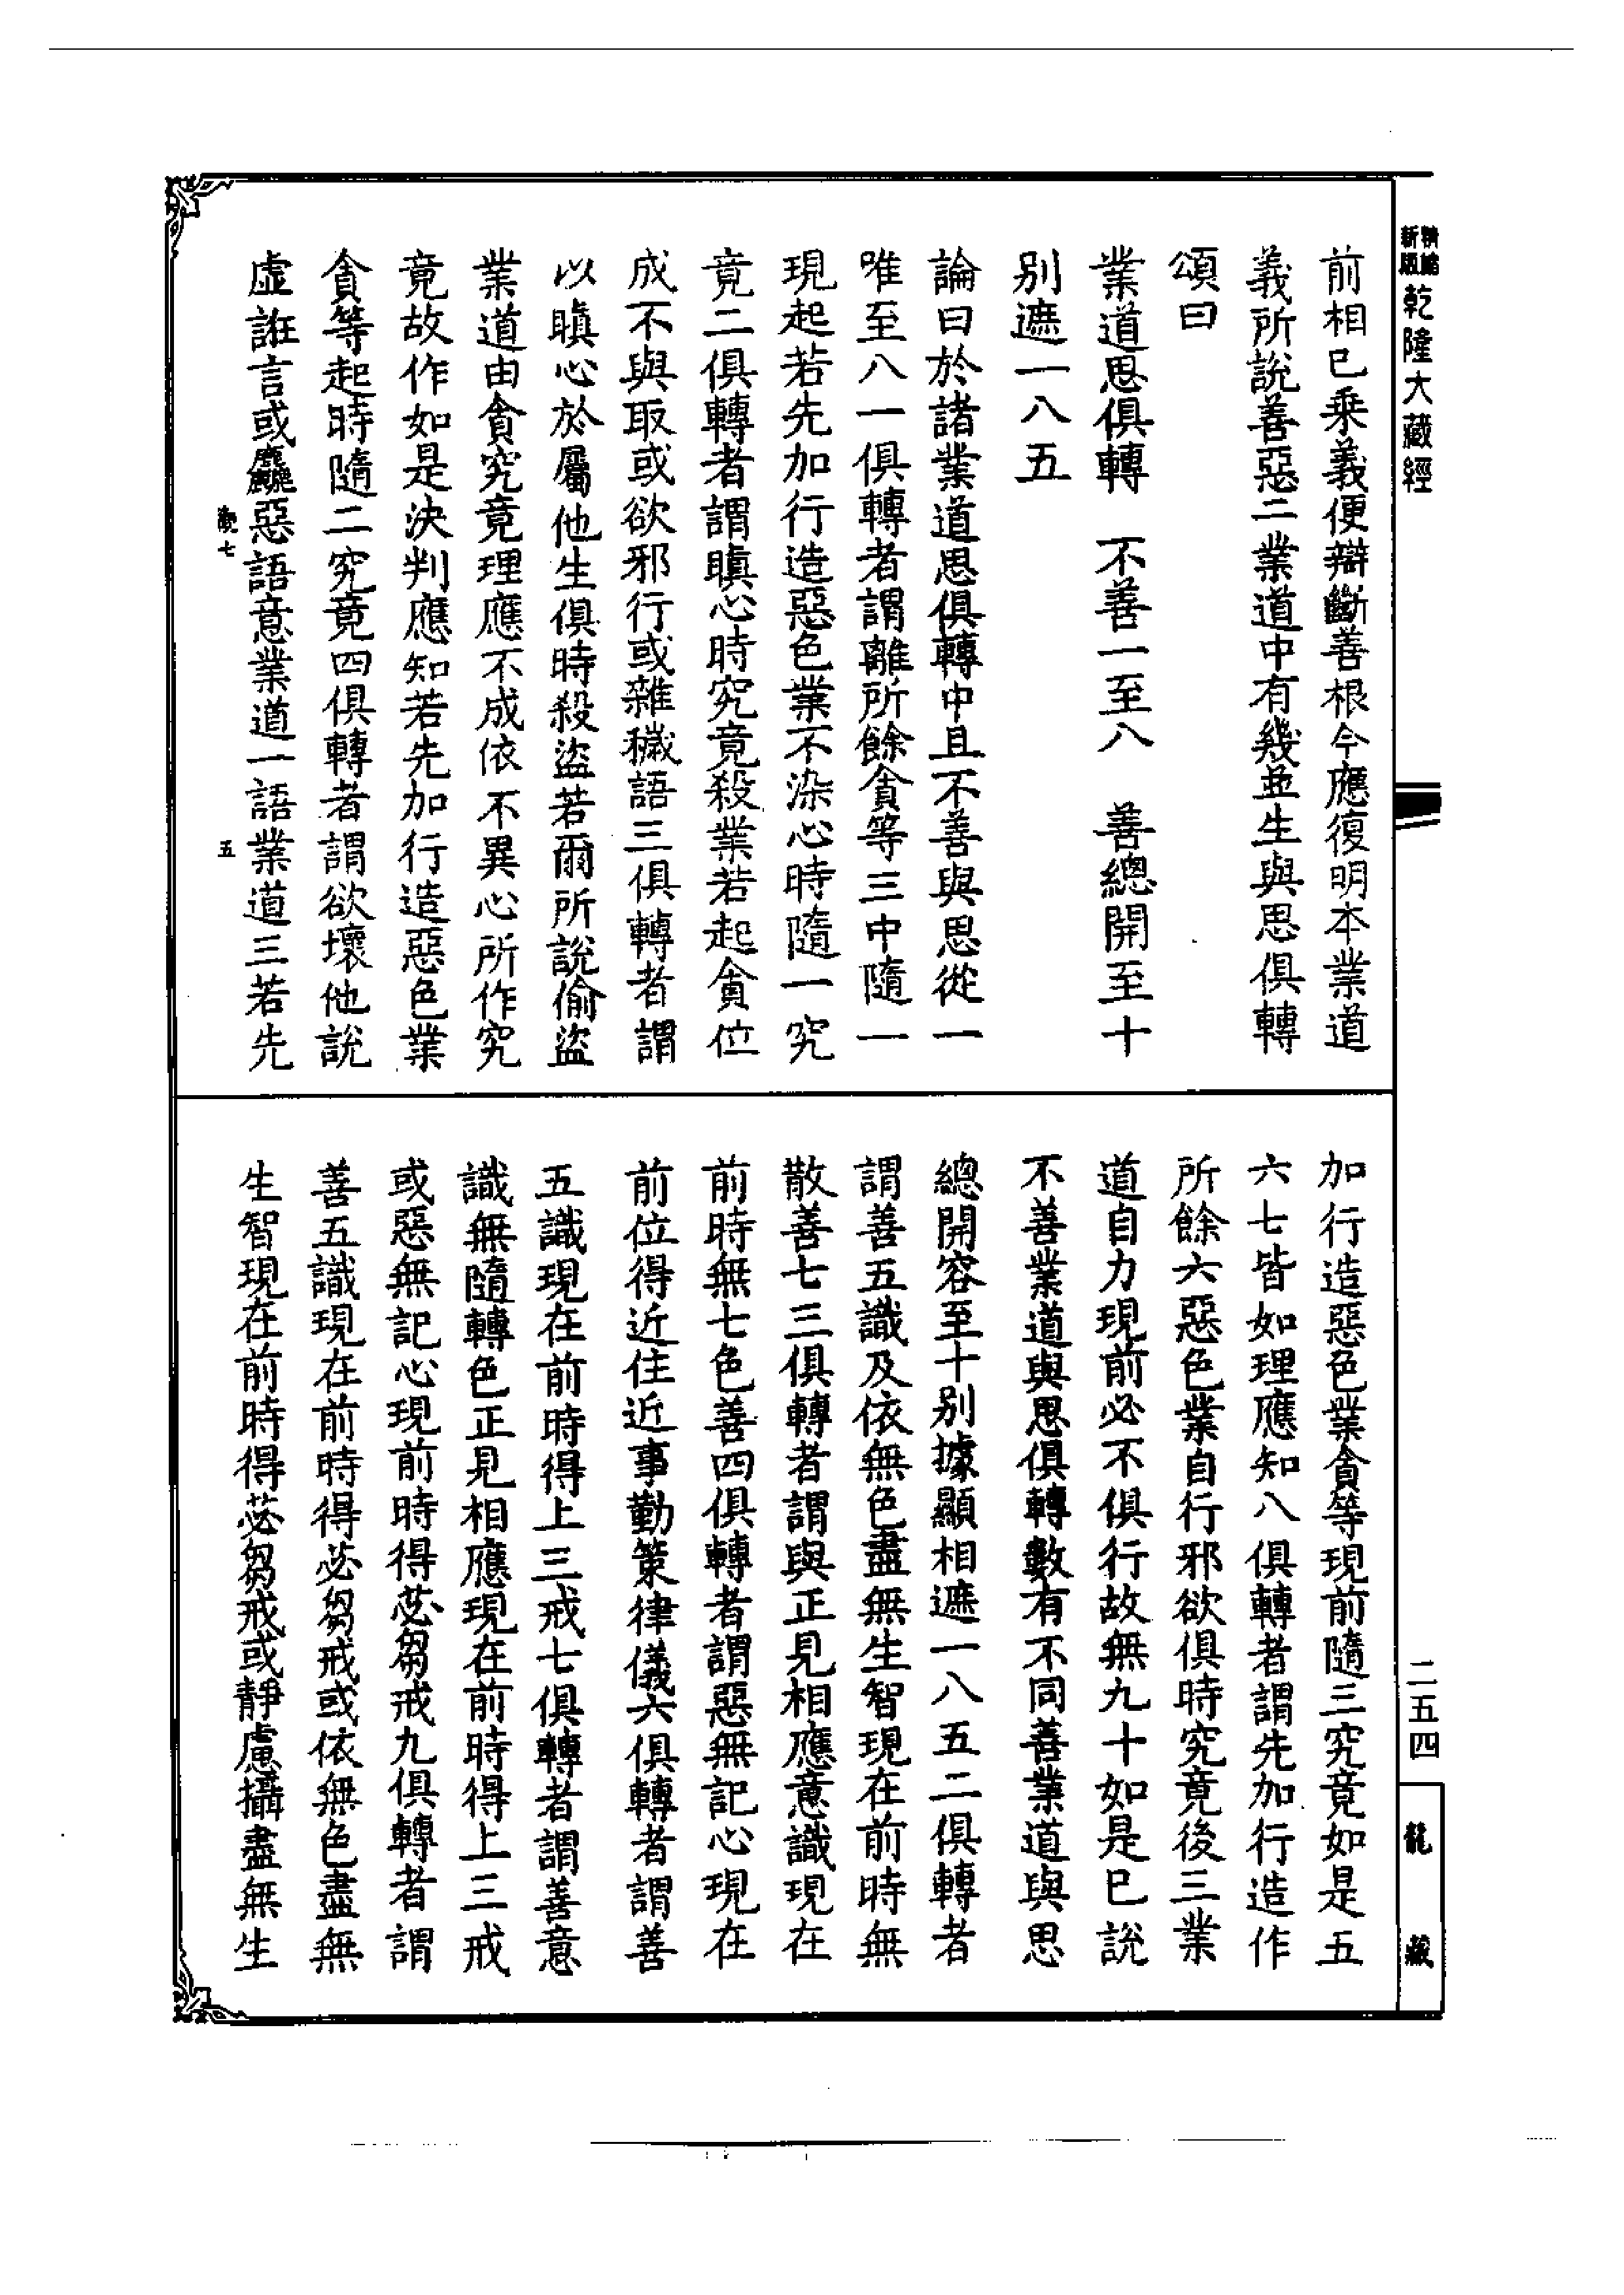 新題精縮
乾隆大藏經
二五四
龍藏
前相已乘義便辯斷善根今應復明本業道
義所說善惡二業道中有幾並生與思俱轉
頌曰
業道思俱轉　不善一至八　善總開至十
別遮一八五
論曰於諸業道思俱轉中且不善與思從一
唯至八一俱轉者謂離所餘貪等三中隨一
現起若先加行造惡色業不染心時隨一究
竟二俱轉者謂瞋心時究竟殺業若起貪位
成不與取或欲邪行或雜穢語三俱轉者謂
以瞋心於屬他生俱時殺盜若爾所說偷盜
業道由貪究竟理應不成依不異心所作究
竟故作如是決判應知若先加行造惡色業
貪等起時隨二究竟四俱轉者謂欲壞他說
虛誑言或麤惡語意業道一語業道三若先
七
五
加行造惡色業貪等現前隨三究竟如是五
六七皆如理應知八俱轉者謂先加行造作
所餘六惡色業自行邪欲俱時究竟後三業
道自力現前必不俱行故無九十如是已說
不善業道與思俱轉數有不同善業道與思
總開容至十別據顯相遮一八五二俱轉者
謂善五識及依無色盡無生智現在前時無
散善七三俱轉者謂與正見相應意識現在
前時無七色善四俱轉者謂惡無記心現在
前位得近住近事勤策律儀六俱轉者謂善
五識現在前時得上三戒七俱轉者謂善意
識無隨轉色正見相應現在前時得上三戒
或惡無記心現前時得苾芻戒九俱轉者謂
善五識現在前時得苾芻戒或依無色盡無
生智現在前時得苾芻戒或靜慮攝盡無生